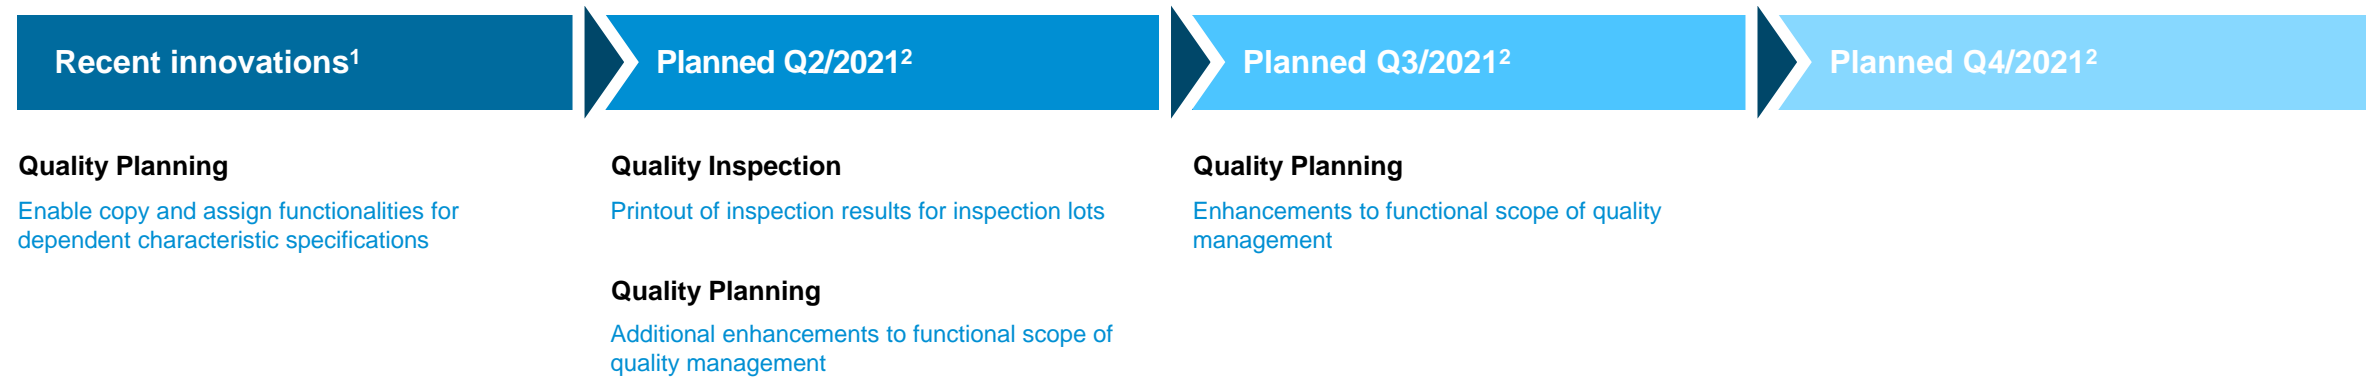 Recent innovations1
Planned Q2/20212
Planned Q3/20212
Planned Q4/20212
Quality Planning
Enable copy and assign functionalities for
dependent characteristic specifications
Quality Inspection
Printout of inspection results for inspection lots
Quality Planning
Additional enhancements to functional scope of
quality management
Quality Planning
Enhancements to functional scope of quality
management